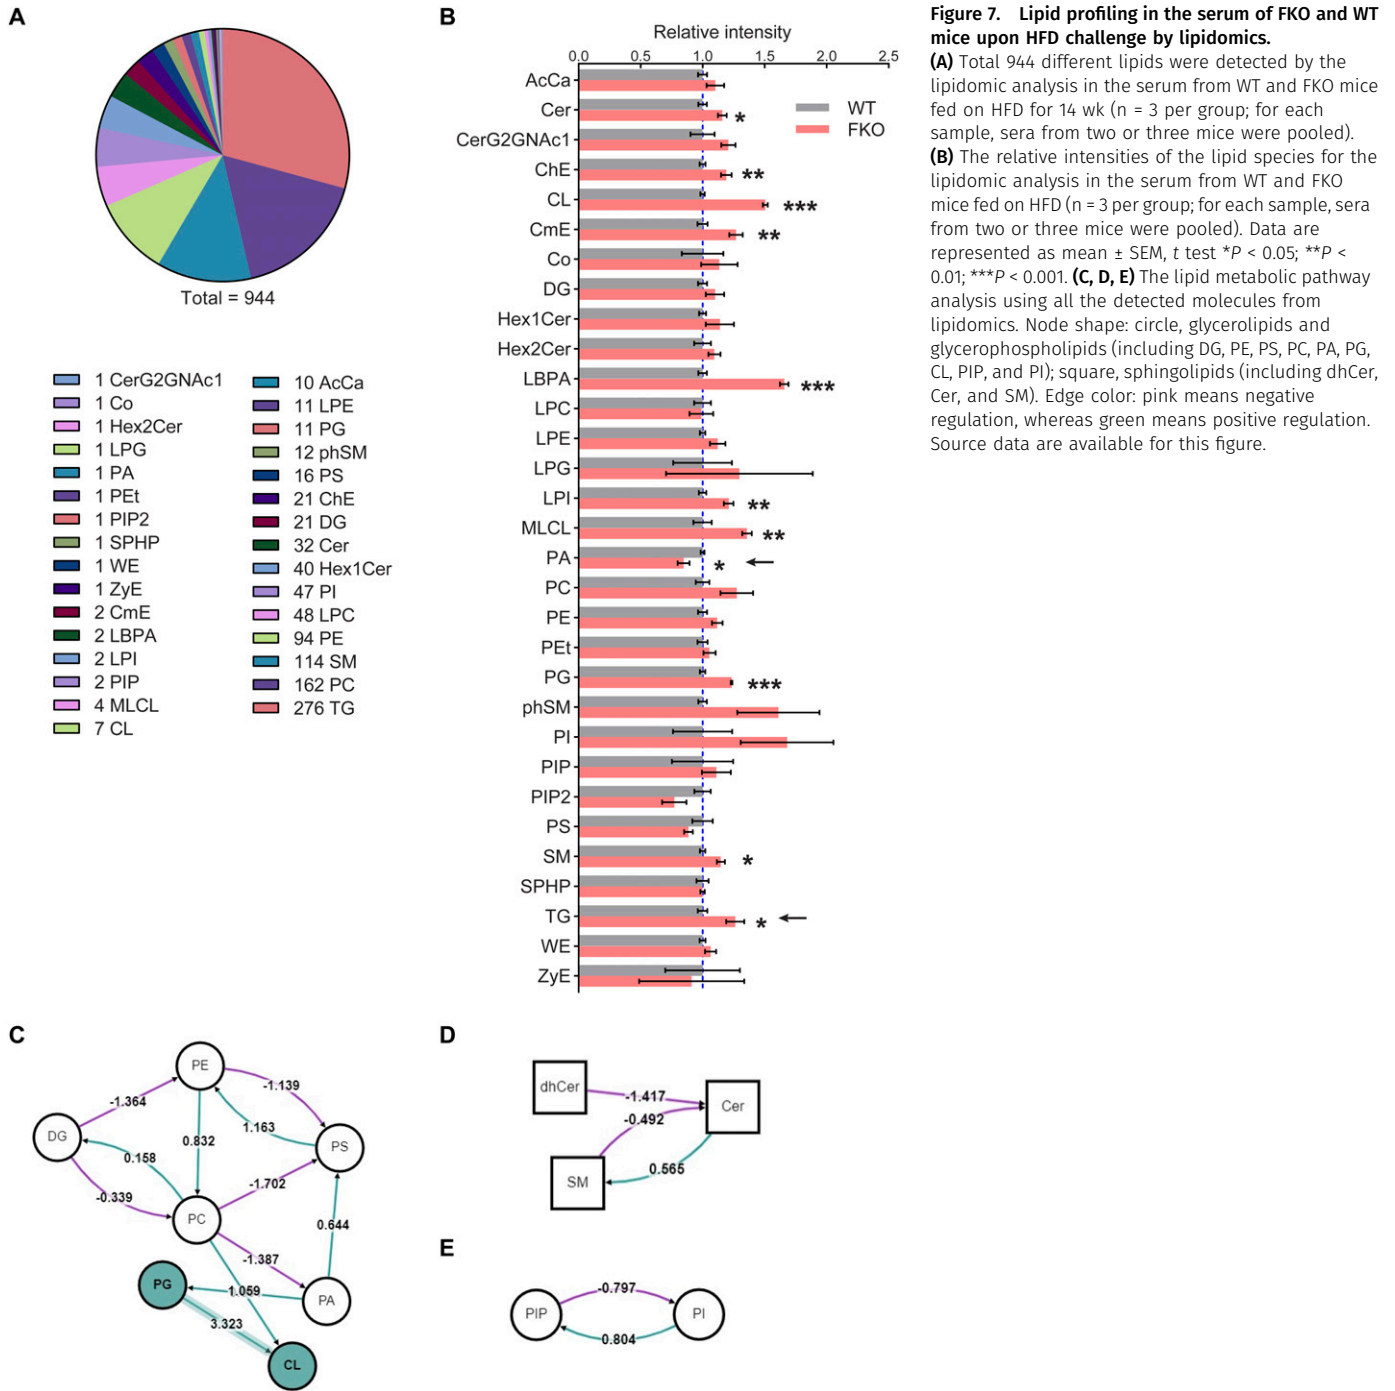 A
Total = 944
1 CerG2GNAc1
1 Co
1 Hex2Cer
1 LPG
1 PA
1 PEt
1 PIP2
1 SPHP
1 WE
1 ZyE
2 CmE
2 LBPA
2 LPI
2 PIP
4 MLCL
7 CL
10 AcCa
11 LPE
11 PG
12 phSM
16 PS
21 ChE
21 DG
32 Cer
40 Hex1Cer
47 PI
48 LPC
94 PE
114 SM
162 PC
276 TG
B
Relative intensity
0.0 0.5 1.0 1.5 2.0 2.5
WT
FKO
AcCa
Cer *
CerG2GNAc1
ChE **
CL ***
CmE **
Co
DG
Hex1Cer
Hex2Cer
LBPA ***
LPC
LPE
LPG
LPI **
MLCL **
PA *
PC
PE
PEt
PG ***
phSM
PI
PIP
PIP2
PS
SM *
SPHP
TG *
WE
ZyE
Figure 7. Lipid profiling in the serum of FKO and WT
mice upon HFD challenge by lipidomics.
(A) Total 944 different lipids were detected by the
lipidomic analysis in the serum from WT and FKO mice
fed on HFD for 14 wk (n = 3 per group; for each
sample, sera from two or three mice were pooled).
(B) The relative intensities of the lipid species for the
lipidomic analysis in the serum from WT and FKO
mice fed on HFD (n = 3 per group; for each sample, sera
from two or three mice were pooled). Data are
represented as mean ± SEM, t test *P < 0.05; **P <
0.01; ***P < 0.001. (C, D, E) The lipid metabolic pathway
analysis using all the detected molecules from
lipidomics. Node shape: circle, glycerolipids and
glycerophospholipids (including DG, PE, PS, PC, PA, PG,
CL, PIP, and PI); square, sphingolipids (including dhCer,
Cer, and SM). Edge color: pink means negative
regulation, whereas green means positive regulation.
Source data are available for this figure.
C
PE
-1.139
-1.364
1.163
DG
0.832
PS
0.158
-1.702
-0.339
PC
0.644
-1.387
PG
1.059
PA
3.323
CL
D
dhCer
-1.417
Cer
-0.492
0.565
SM
E
-0.797
PIP
PI
0.804